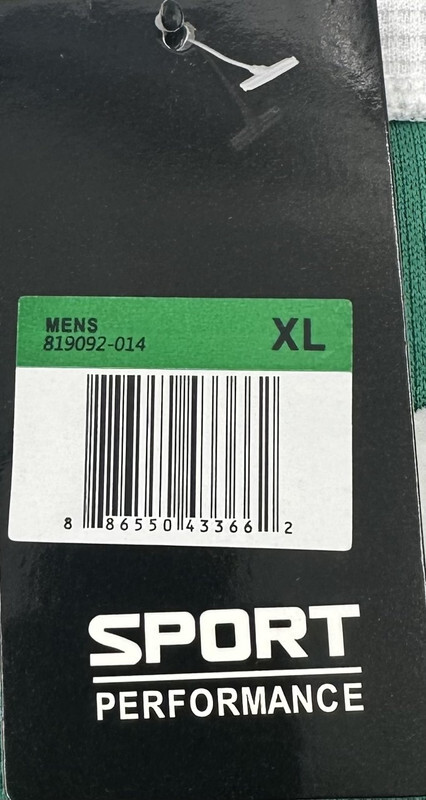 MENS
819092-014
XL
8 86550 43366 2
SPORT
PERFORMANCE